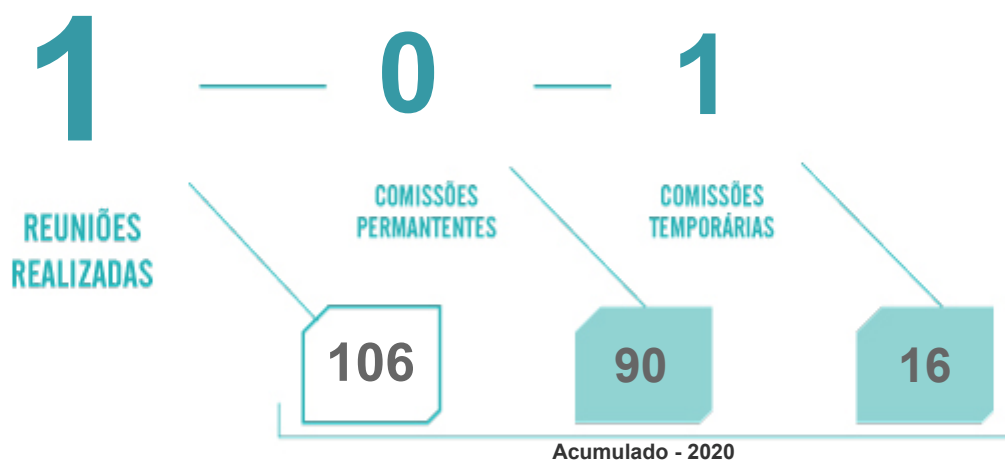 1
0
1
REUNIÕES
REALIZADAS
COMISSÕES
PERMANTENTES
COMISSÕES
TEMPORÁRIAS
106
90
16
Acumulado - 2020